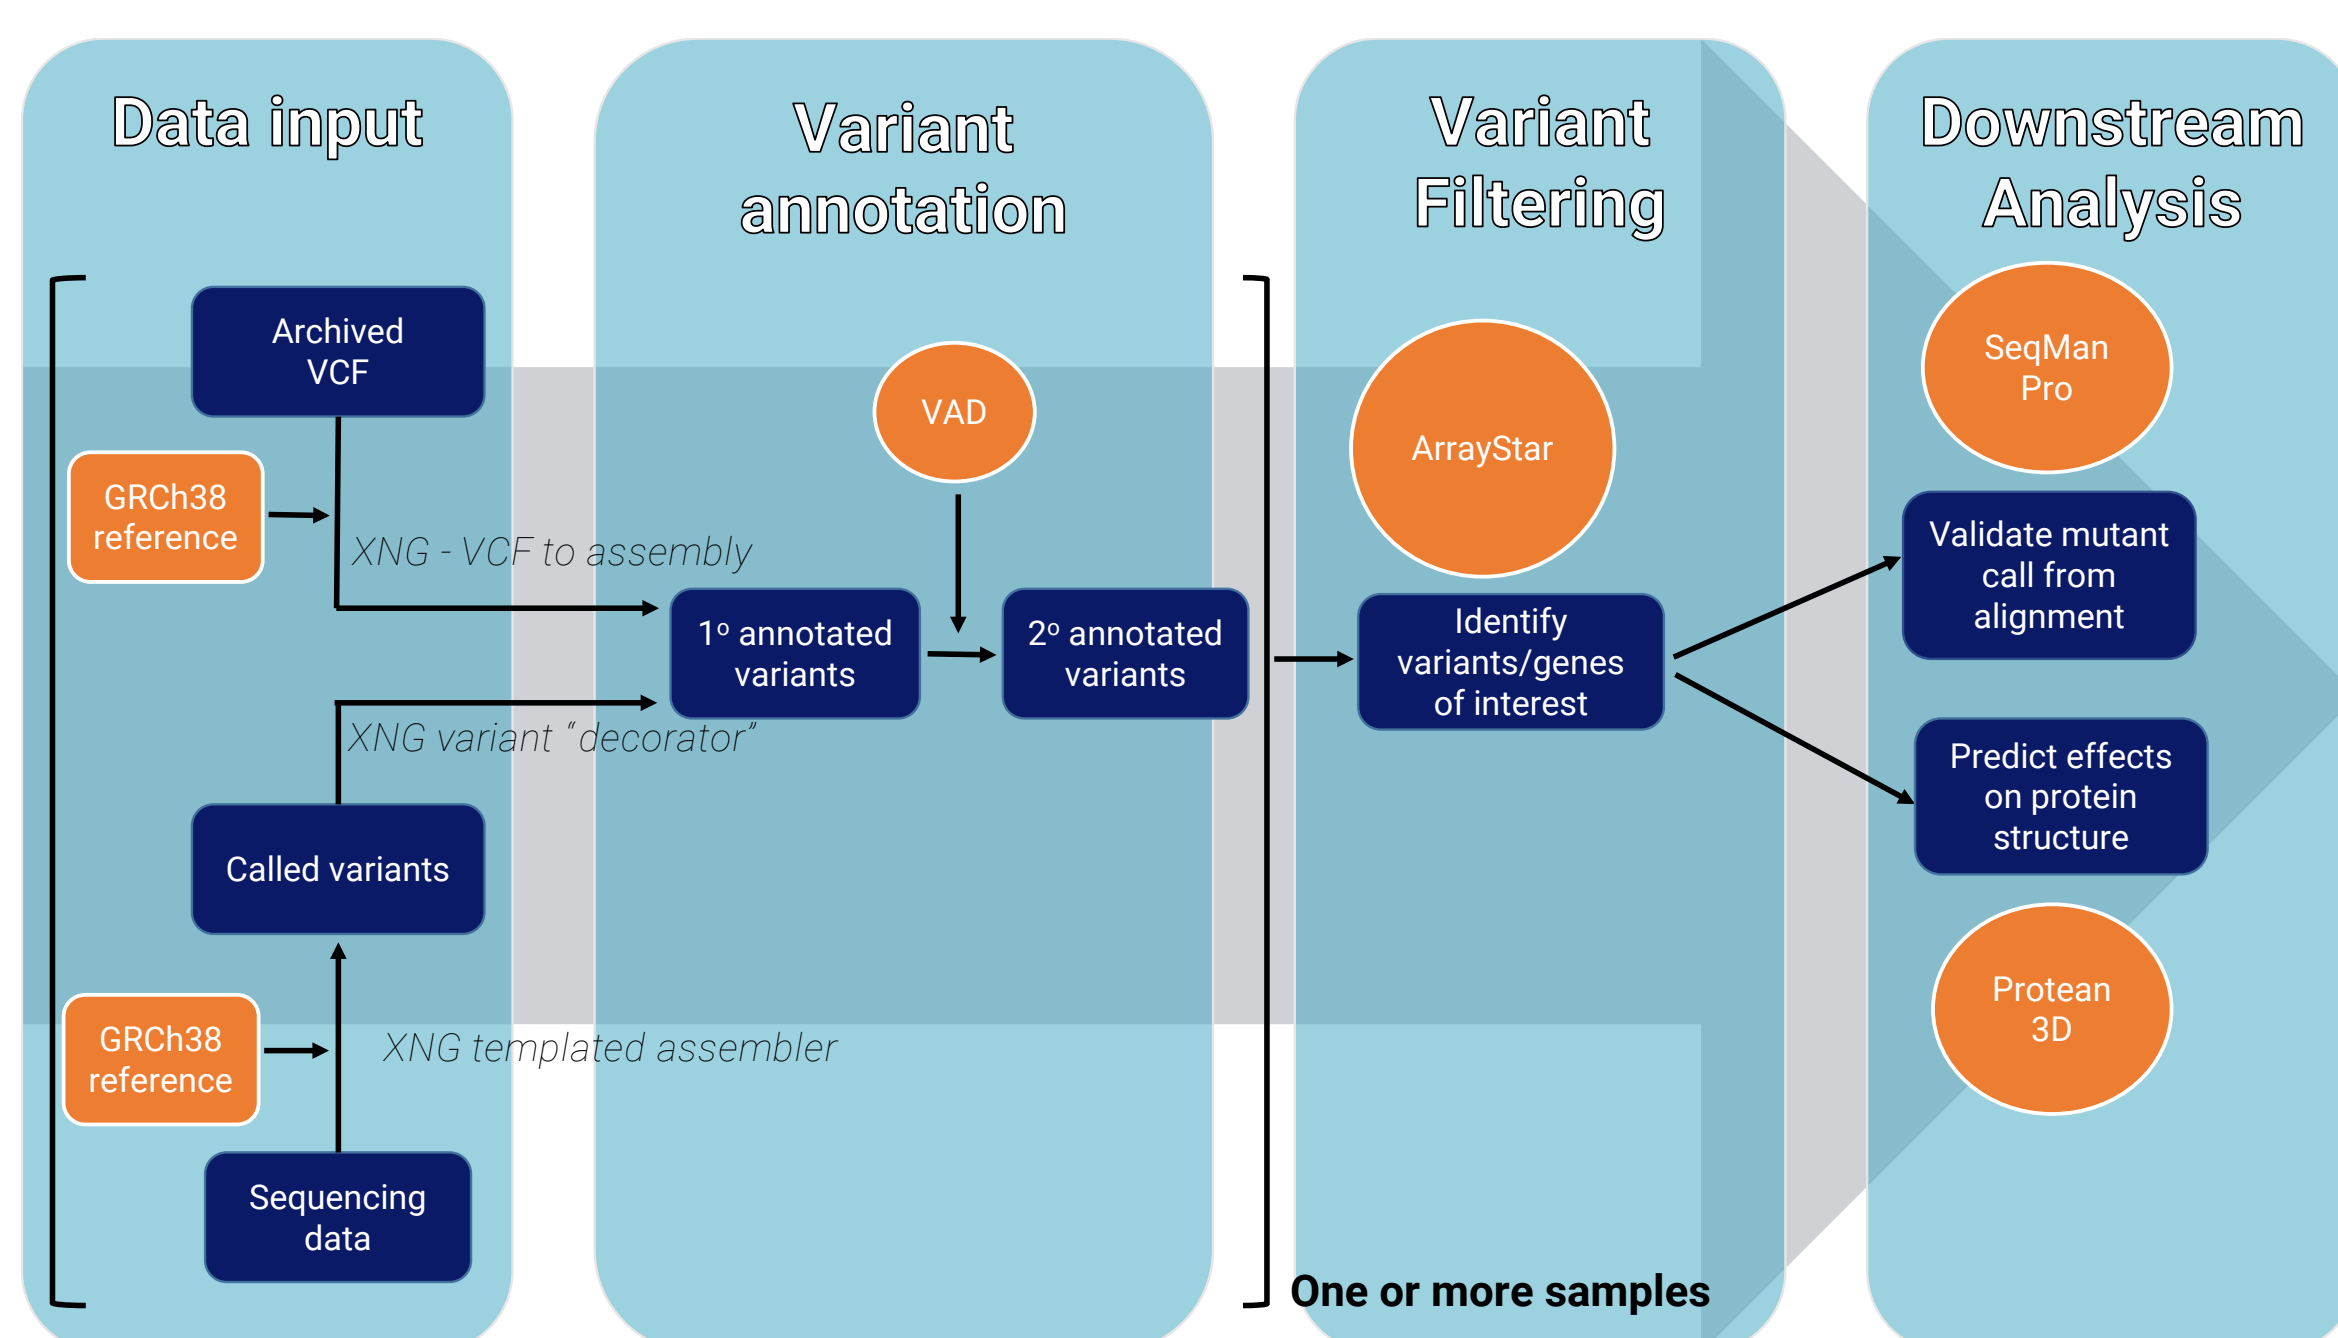 Data input
Archived
VCF
GRCh38
reference
XNG - VCF to assembly
XNG variant “decorator”
Called variants
GRCh38
reference
XNG templated assembler
Sequencing
data
Variant
annotation
VAD
1º annotated
variants
2º annotated
variants
Variant
Filtering
ArrayStar
Identify
variants/genes
of interest
One or more samples
Downstream
Analysis
SeqMan
Pro
Validate mutant
call from
alignment
Predict effects
on protein
structure
Protean
3D